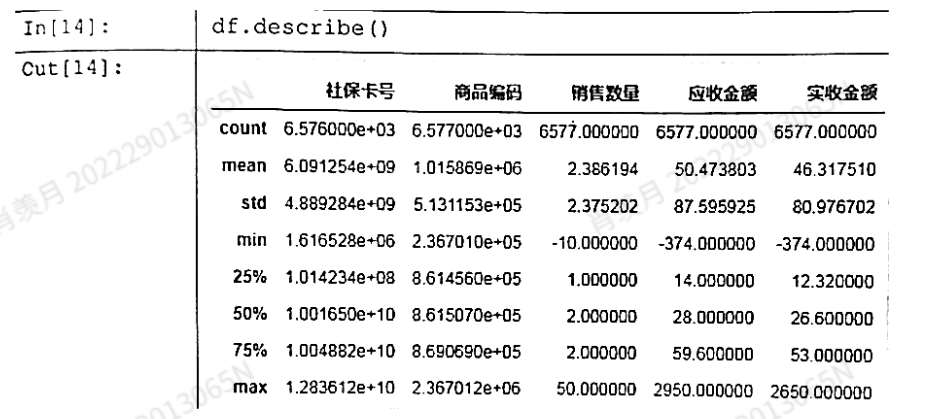 In[14]: df.describe()
Cut[14]:
社保卡号 商品编码 销售数量 应收金额 实收金额
count 6.576000e+03 6.577000e+03 6577.000000 6577.000000 6577.000000
mean 6.091254e+09 1.015869e+06 2.386194 50.473803 46.317510
std 4.889284e+09 5.131153e+05 2.375202 87.595925 80.976702
min 1.616528e+06 2.367010e+05 -10.000000 -374.000000 -374.000000
25% 1.014234e+08 8.614560e+05 1.000000 14.000000 12.320000
50% 1.001650e+10 8.615070e+05 2.000000 28.000000 26.600000
75% 1.004882e+10 8.690690e+05 2.000000 59.600000 53.000000
max 1.283612e+10 2.367012e+06 50.000000 2950.000000 2650.000000
肖羡月 202229013065N
肖羡月
013065N
9013065N